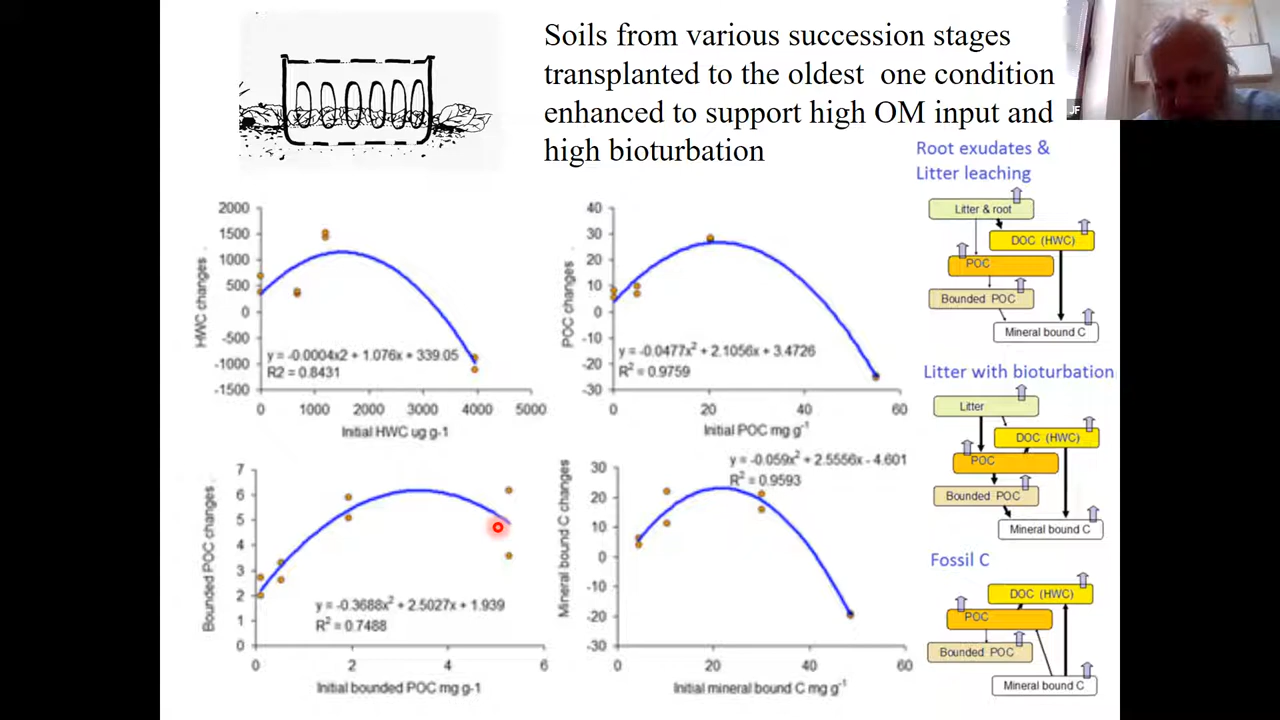 Soils from various succession stages
transplanted to the oldest one condition
enhanced to support high OM input and
high bioturbation
JF
Root exudates &
Litter leaching
Litter & root
DOC (HWC)
POC
Bounded POC
Mineral bound C
HWC changes
2000
1500
1000
500
0
-500
-1000
-1500
y = -0.0004x2 + 1.076x + 339.05
R2 = 0.8431
0 1000 2000 3000 4000 5000
Initial HWC ug g-1
POC changes
40
30
20
10
0
-10
-20
-30
y = -0.0477x² + 2.1056x + 3.4726
R² = 0.9759
0 20 40 60
Initial POC mg g⁻¹
Litter with bioturbation
Litter
DOC (HWC)
POC
Bounded POC
Mineral bound C
Bounded POC changes
7
6
5
4
3
2
1
0
y = -0.3688x² + 2.5027x + 1.939
R² = 0.7488
0 2 4 6
Initial bounded POC mg g-1
y = -0.059x² + 2.5556x - 4.601
R² = 0.9593
Mineral bound C changes
30
20
10
0
-10
-20
-30
0 20 40 60
Initial mineral bound C mg g⁻¹
Fossil C
DOC (HWC)
POC
Bounded POC
Mineral bound C